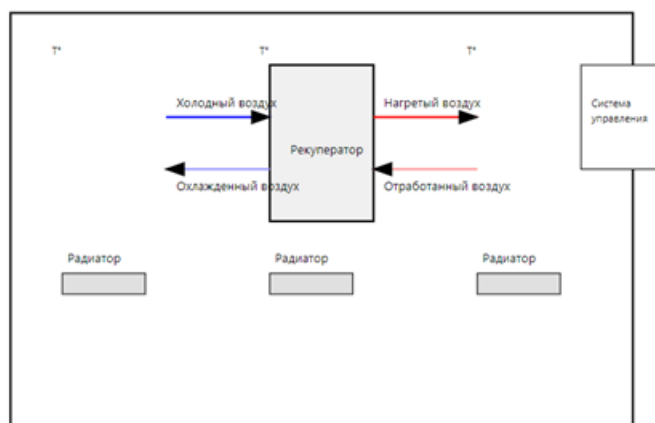 T° T° T°
Холодный воздух
Нагретый воздух
Система
управления
Рекуператор
Охлажденный воздух
Отработанный воздух
Радиатор
Радиатор
Радиатор